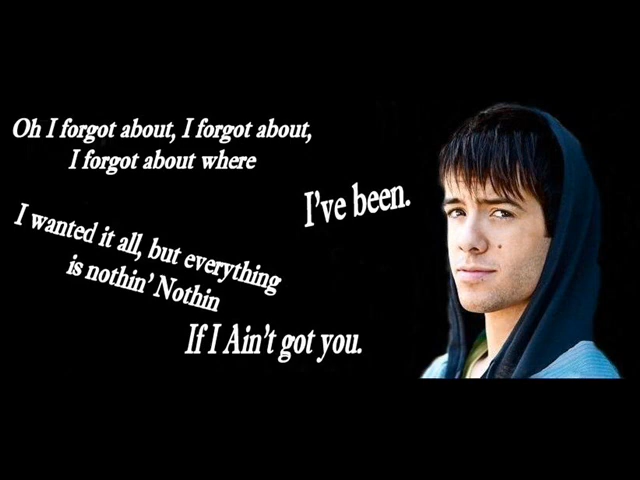 Oh I forgot about, I forgot about,
I forgot about where
I've been.
I wanted it all, but everything
is nothin' Nothin
If I Ain't got you.